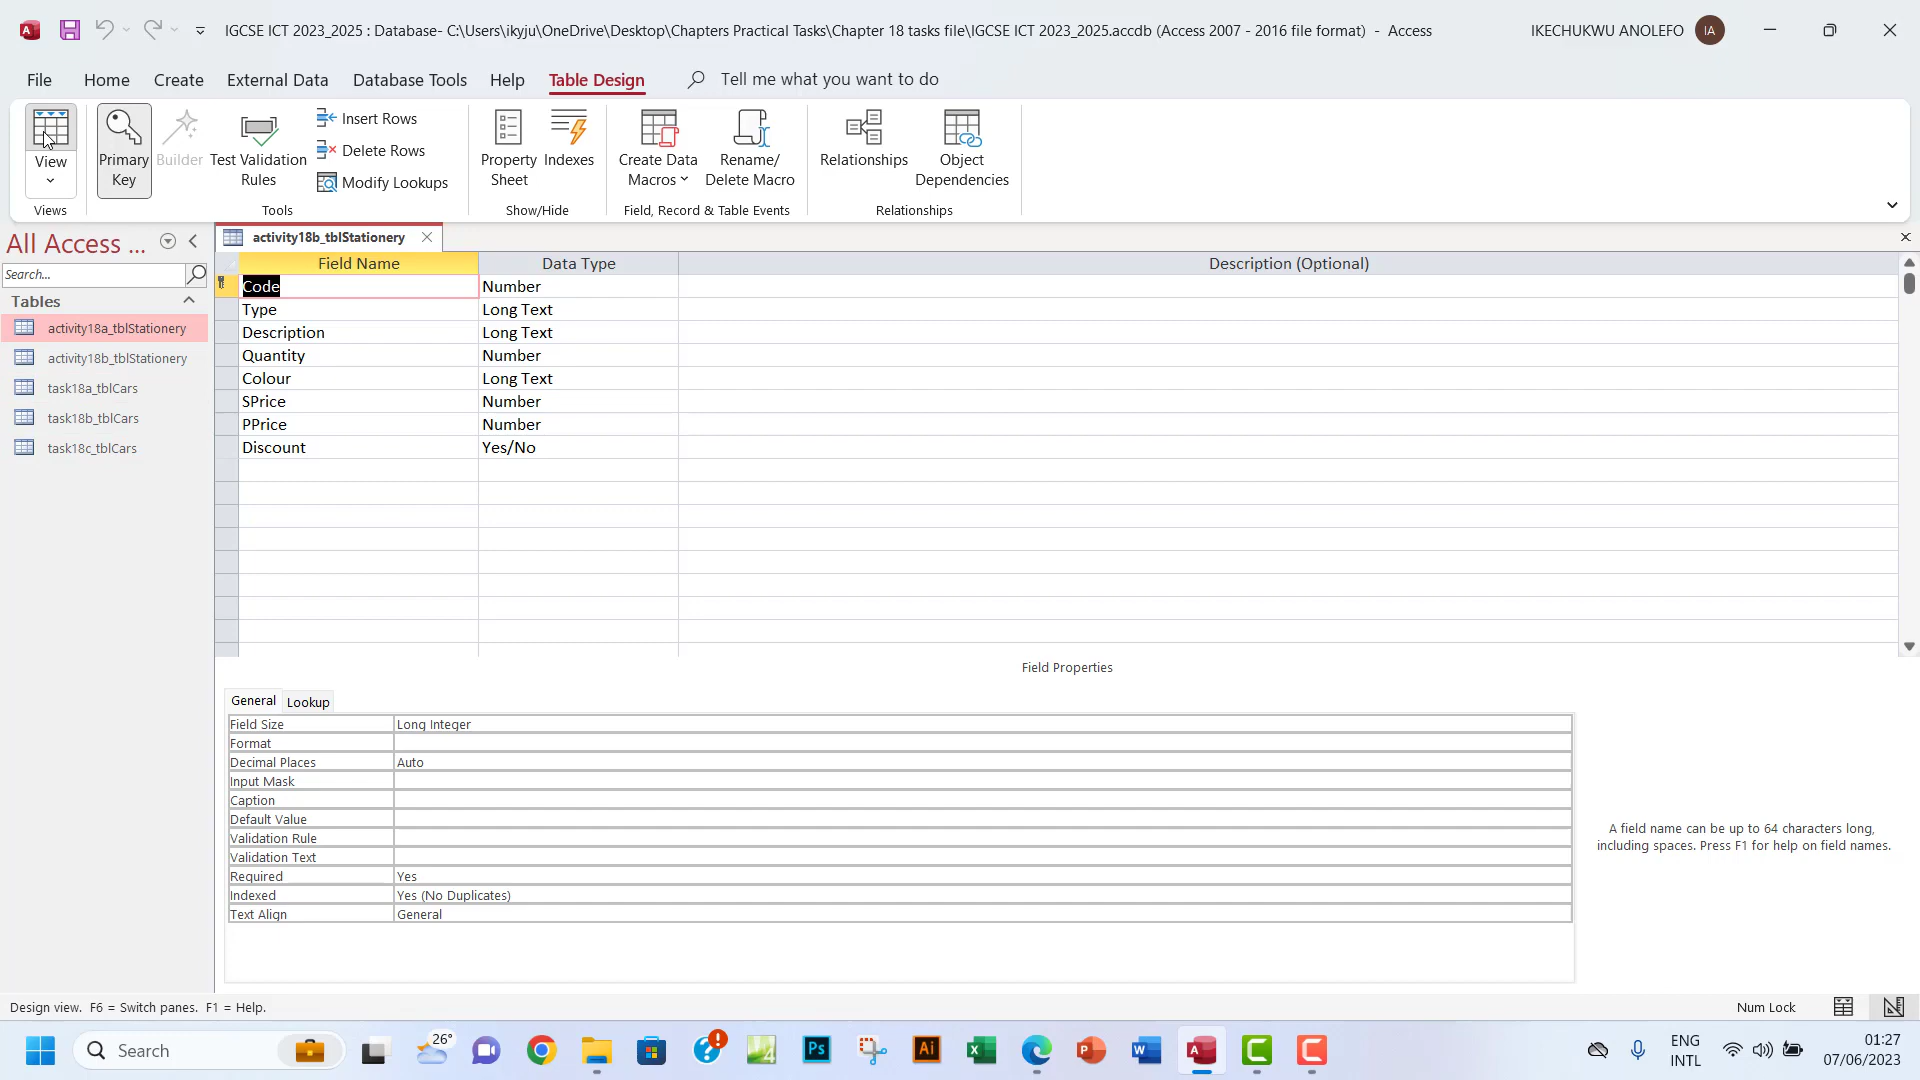 IGCSE ICT 2023_2025 : Database- C:\Users\ikyju\OneDrive\Desktop\Chapters Practical Tasks\Chapter 18 tasks file\IGCSE ICT 2023_2025.accdb (Access 2007 - 2016 file format) - Access
IKECHUKWU ANOLEFO
IA
File
Home
Create
External Data
Database Tools
Help
Table Design
Tell me what you want to do
View
Primary Key
Builder
Test Validation Rules
Insert Rows
Delete Rows
Modify Lookups
Property Sheet
Indexes
Create Data Macros
Rename/ Delete Macro
Relationships
Object Dependencies
Views
Tools
Show/Hide
Field, Record & Table Events
Relationships
All Access ...
Search...
Tables
activity18a_tblStationery
activity18b_tblStationery
task18a_tblCars
task18b_tblCars
task18c_tblCars
activity18b_tblStationery
Field Name Data Type Description (Optional)
Code Number
Type Long Text
Description Long Text
Quantity Number
Colour Long Text
SPrice Number
PPrice Number
Discount Yes/No
Field Properties
General Lookup
Field Size Long Integer
Format
Decimal Places Auto
Input Mask
Caption
Default Value
Validation Rule
Validation Text
Required Yes
Indexed Yes (No Duplicates)
Text Align General
A field name can be up to 64 characters long,
including spaces. Press F1 for help on field names.
Design view. F6 = Switch panes. F1 = Help.
Num Lock
Search
26°
Ps
Ai
ENG
INTL
01:27
07/06/2023